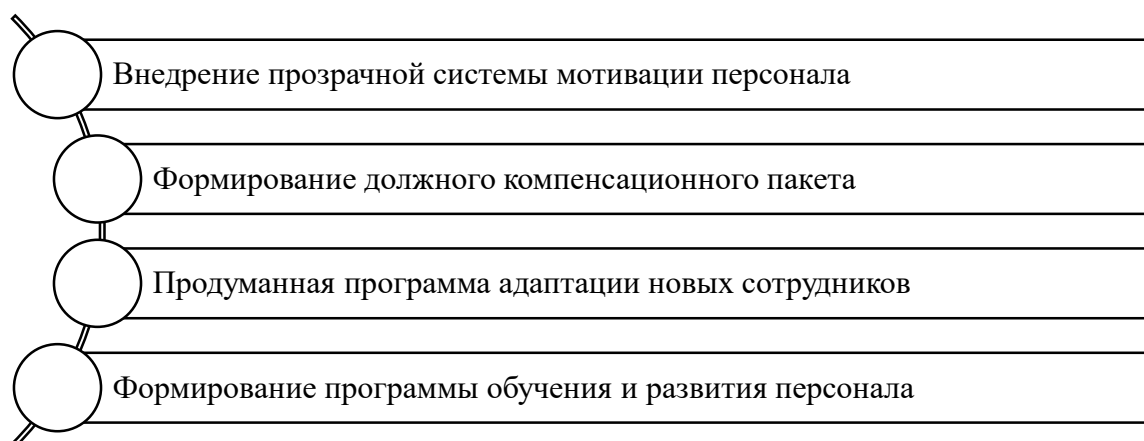 Внедрение прозрачной системы мотивации персонала
Формирование должного компенсационного пакета
Продуманная программа адаптации новых сотрудников
Формирование программы обучения и развития персонала